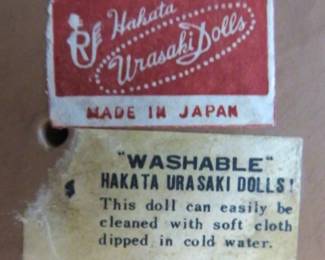 Hakata
Urasaki Dolls
MADE IN JAPAN
"WASHABLE"
HAKATA URASAKI DOLLS!
This doll can easily be
cleaned with soft cloth
dipped in cold water.